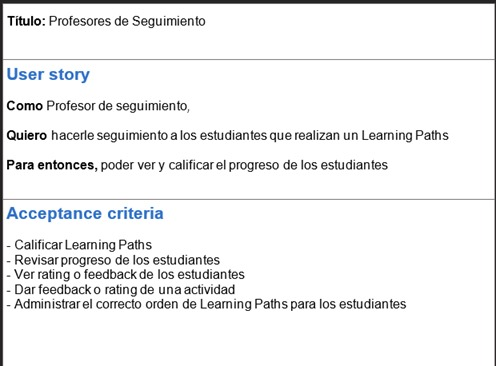 Título: Profesores de Seguimiento
User story
Como Profesor de seguimiento,
Quiero hacerle seguimiento a los estudiantes que realizan un Learning Paths
Para entonces, poder ver y calificar el progreso de los estudiantes
Acceptance criteria
- Calificar Learning Paths
- Revisar progreso de los estudiantes
- Ver rating o feedback de los estudiantes
- Dar feedback o rating de una actividad
- Administrar el correcto orden de Learning Paths para los estudiantes